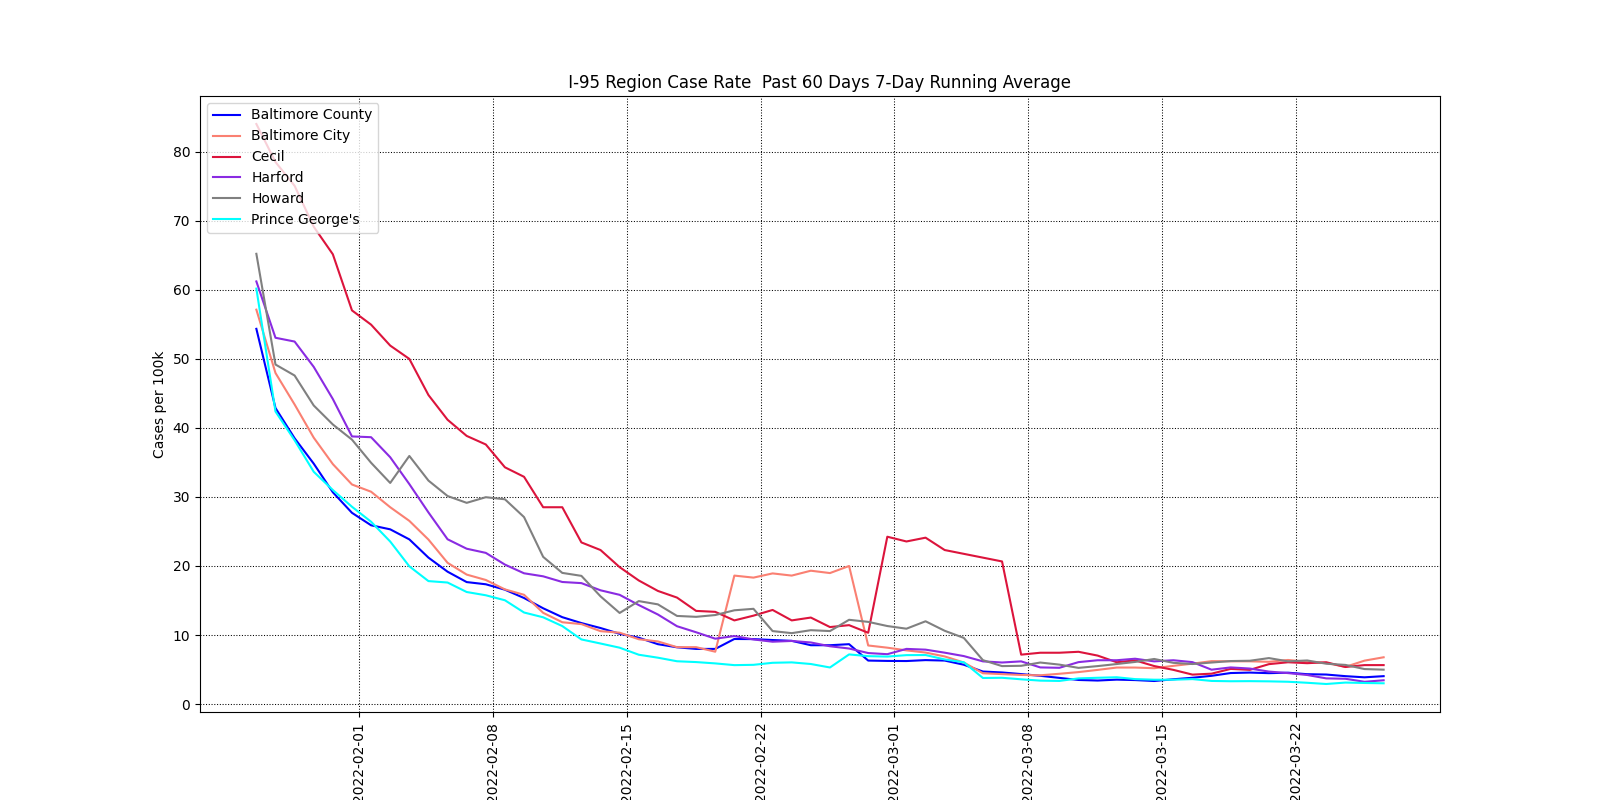 I-95 Region Case Rate  Past 60 Days 7-Day Running Average
Baltimore County
Baltimore City
Cecil
Harford
Howard
Prince George's
Cases per 100k
80
70
60
50
40
30
20
10
0
2022-02-01
2022-02-08
2022-02-15
2022-02-22
2022-03-01
2022-03-08
2022-03-15
2022-03-22